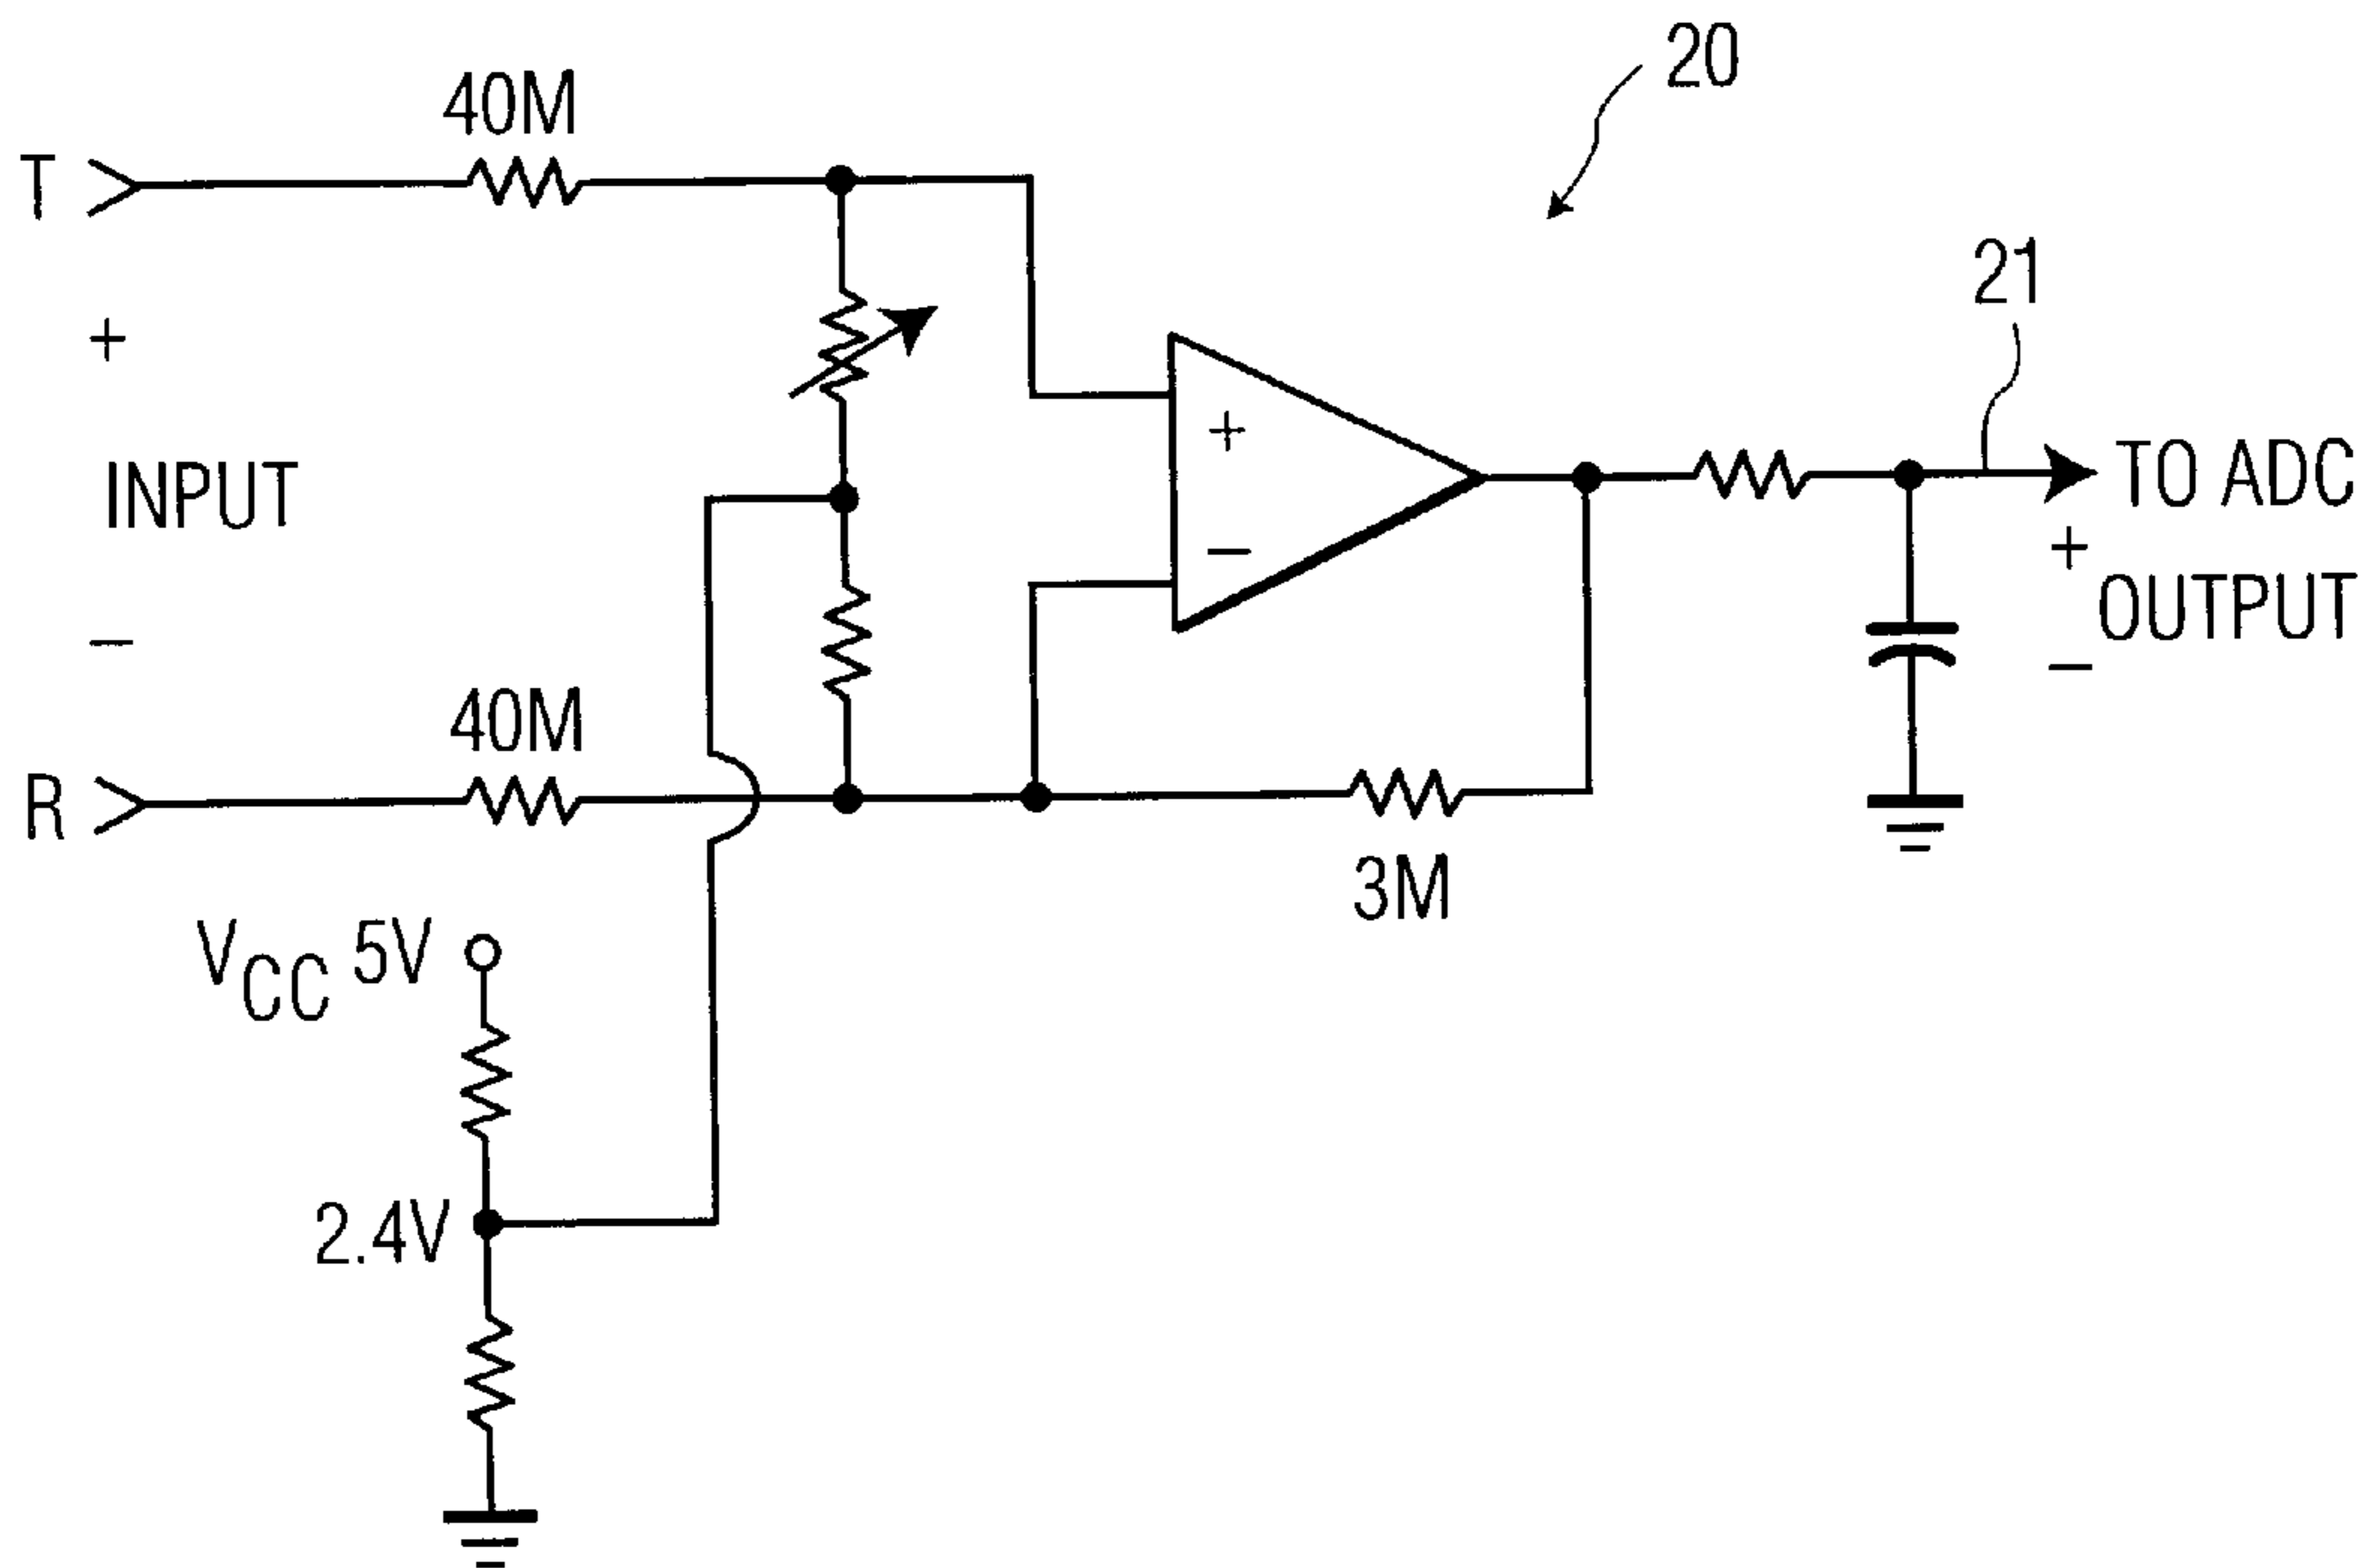 20
40M
T
21
+
+
INPUT
TO ADC
+
−
OUTPUT
−
−
40M
R
3M
VCC 5V
2.4V